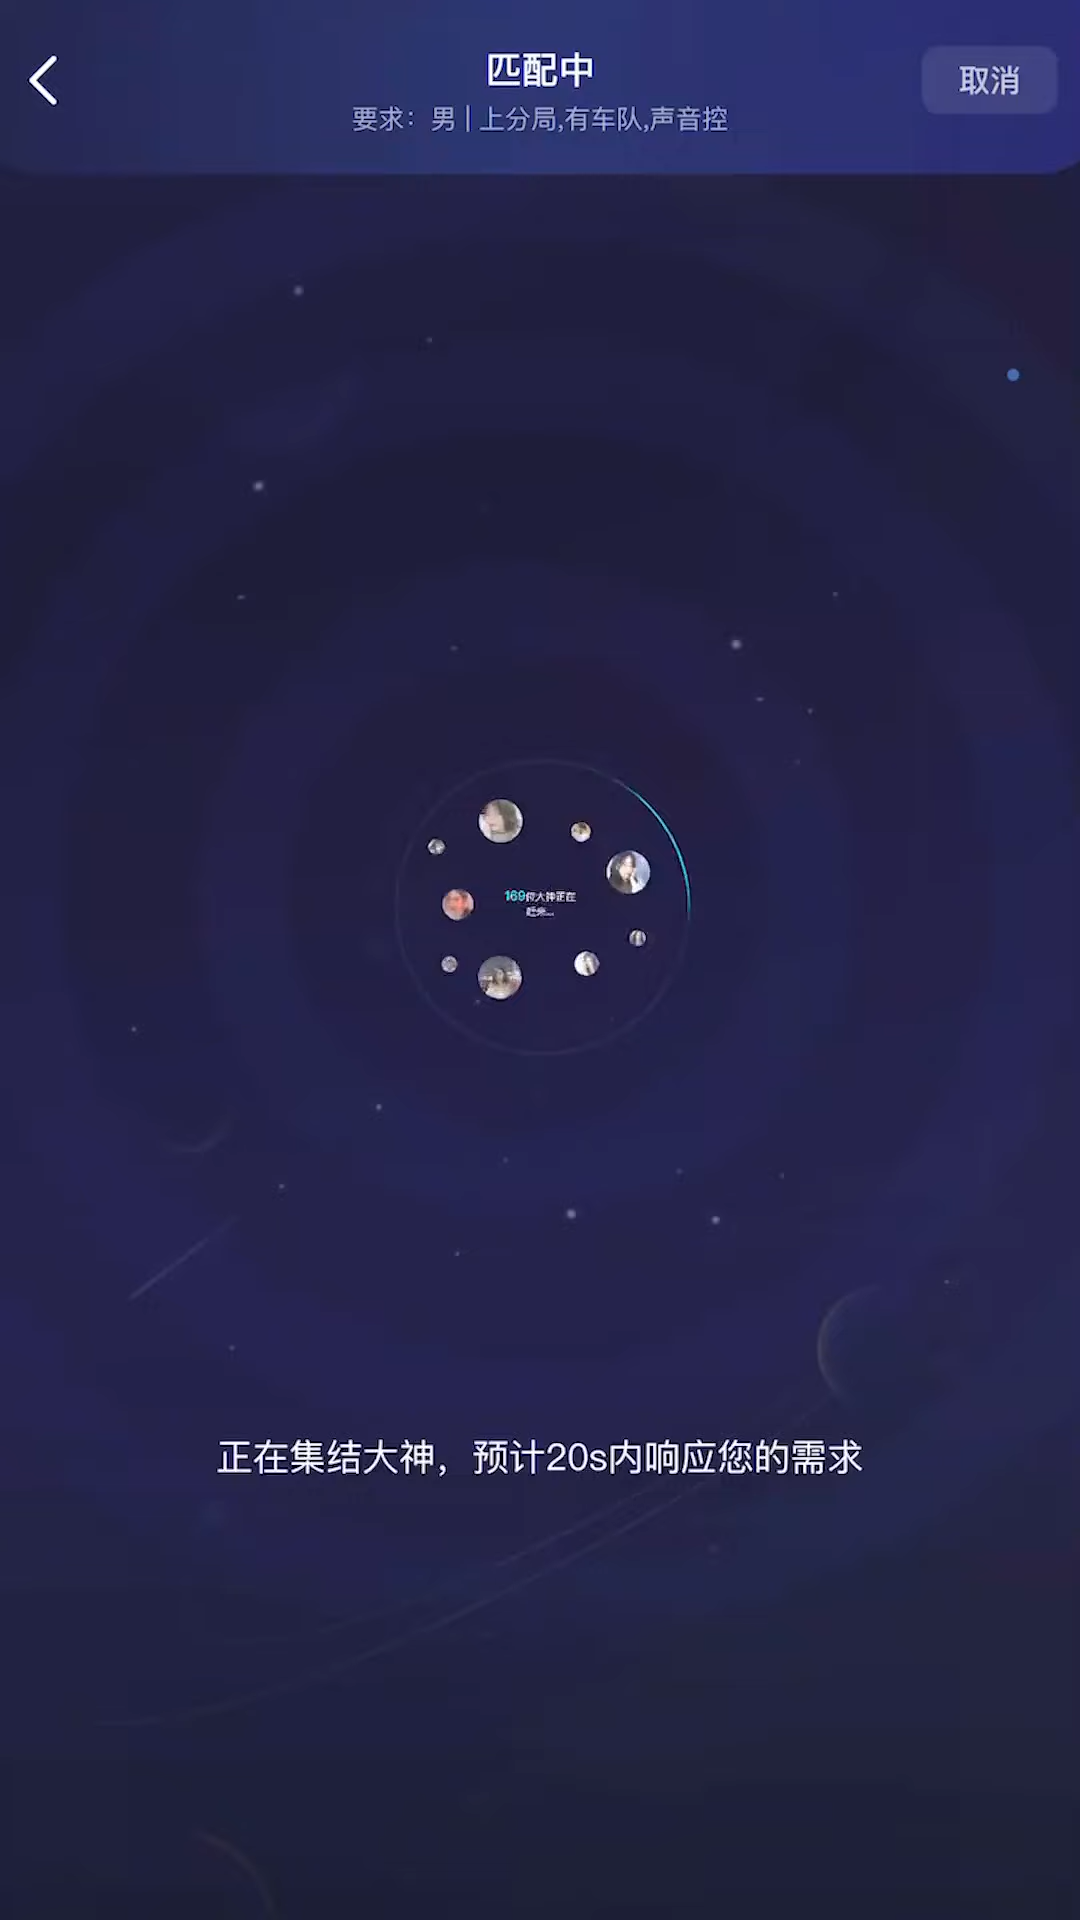 匹配中
取消
要求：男 | 上分局,有车队,声音控
169位大神正在
赶来...
正在集结大神，预计20s内响应您的需求